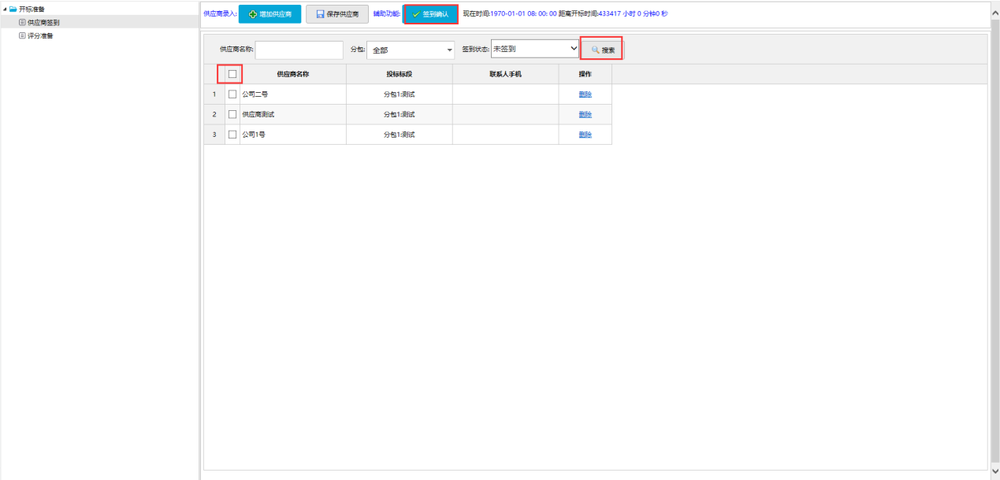 开标准备
供应商签到
评分准备
供应商录入: 增加供应商 保存供应商 辅助功能: 签到确认 现在时间:1970-01-01 08: 00: 00 距离开标时间:433417 小时 0 分钟0 秒
供应商名称: 分包: 全部 签到状态: 未签到 搜索
供应商名称 投标标段 联系人手机 操作
1 公司二号 分包1:测试 删除
2 供应商测试 分包1:测试 删除
3 公司1号 分包1:测试 删除